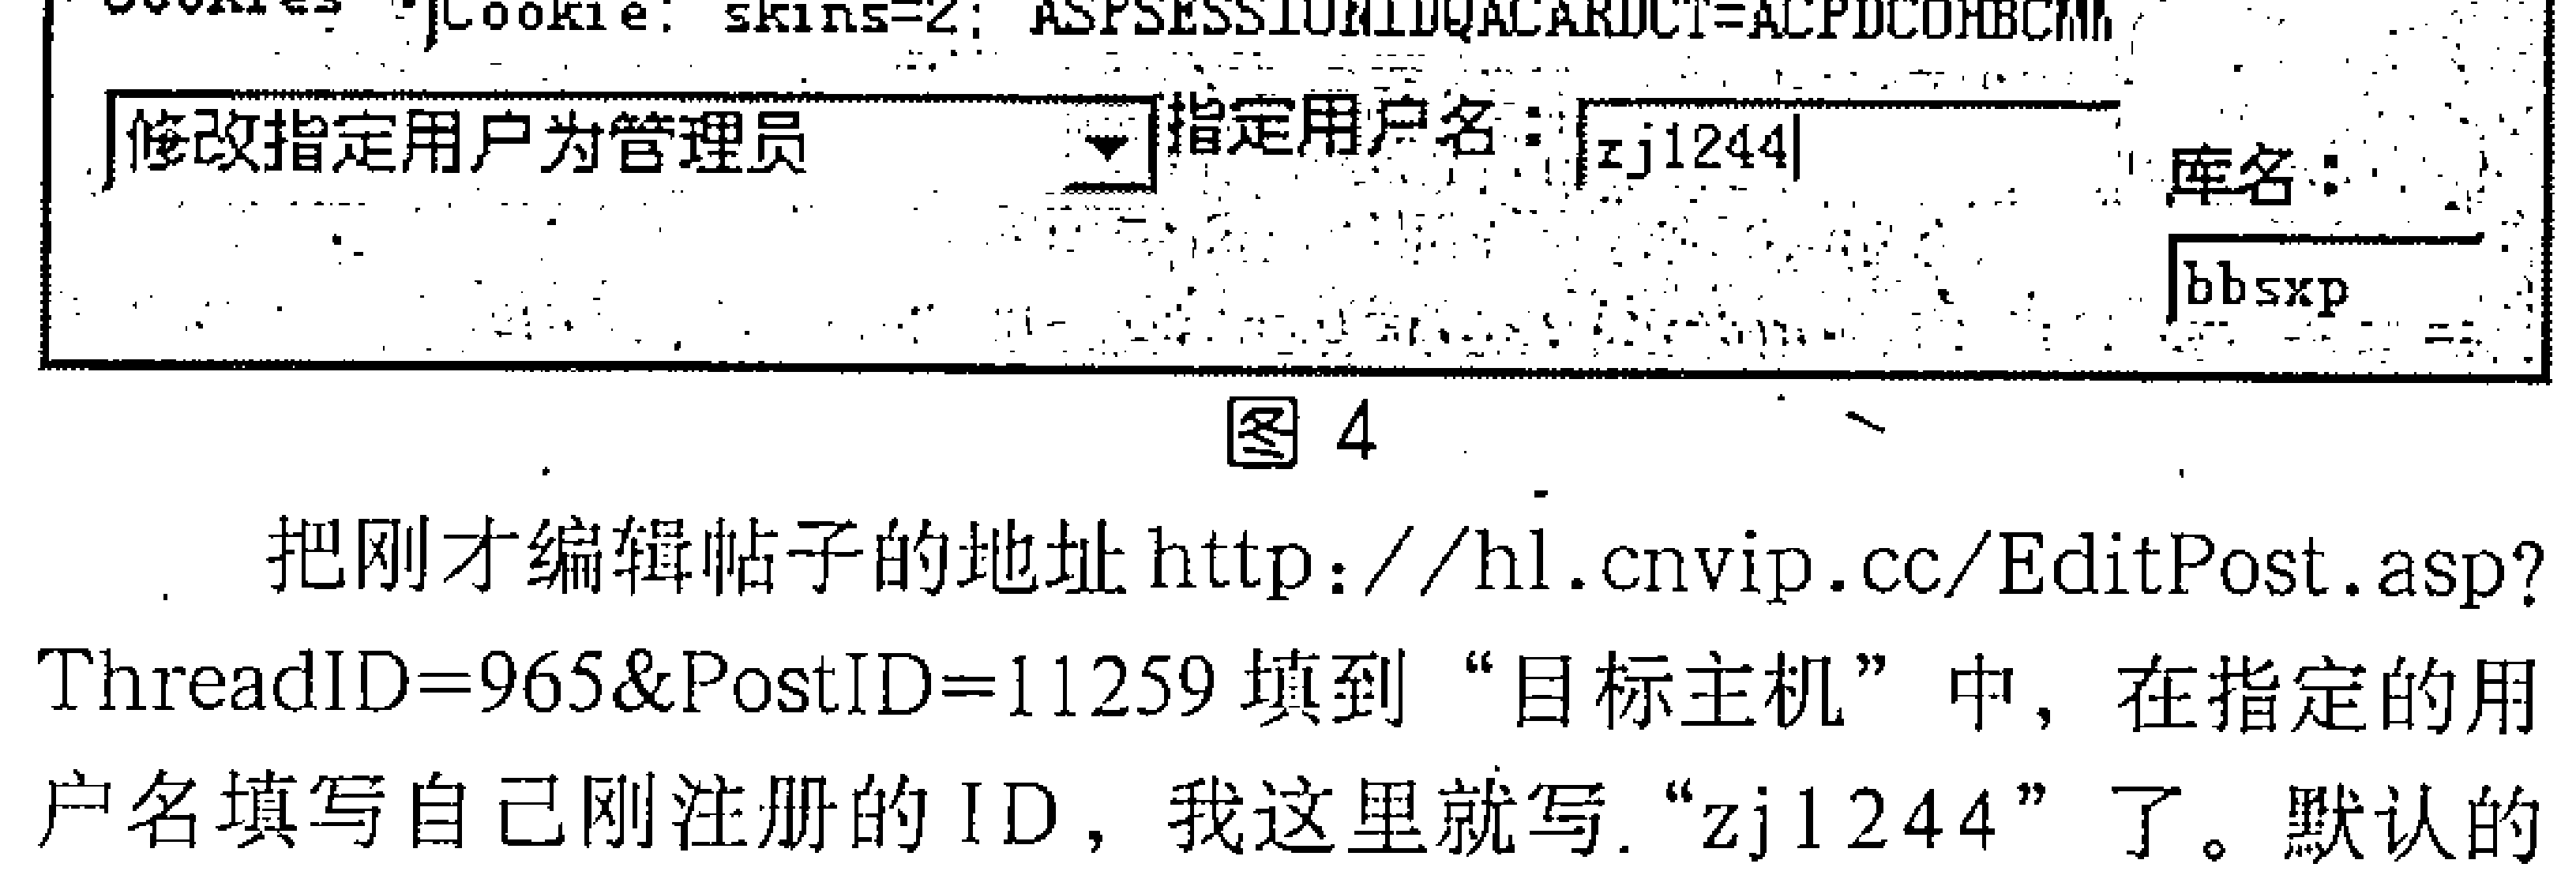 Cookies Cookie: skins=2; ASPSESSIONIDQACARDCT=ACPDCOHBC
修改指定用户为管理员 指定用户名： zj1244
库名：
bbsxp
图 4
把刚才编辑帖子的地址 http://hl.cnvip.cc/EditPost.asp?
ThreadID=965&PostID=11259 填到“目标主机”中，在指定的用
户名填写自己刚注册的 ID，我这里就写“zj1244”了。默认的